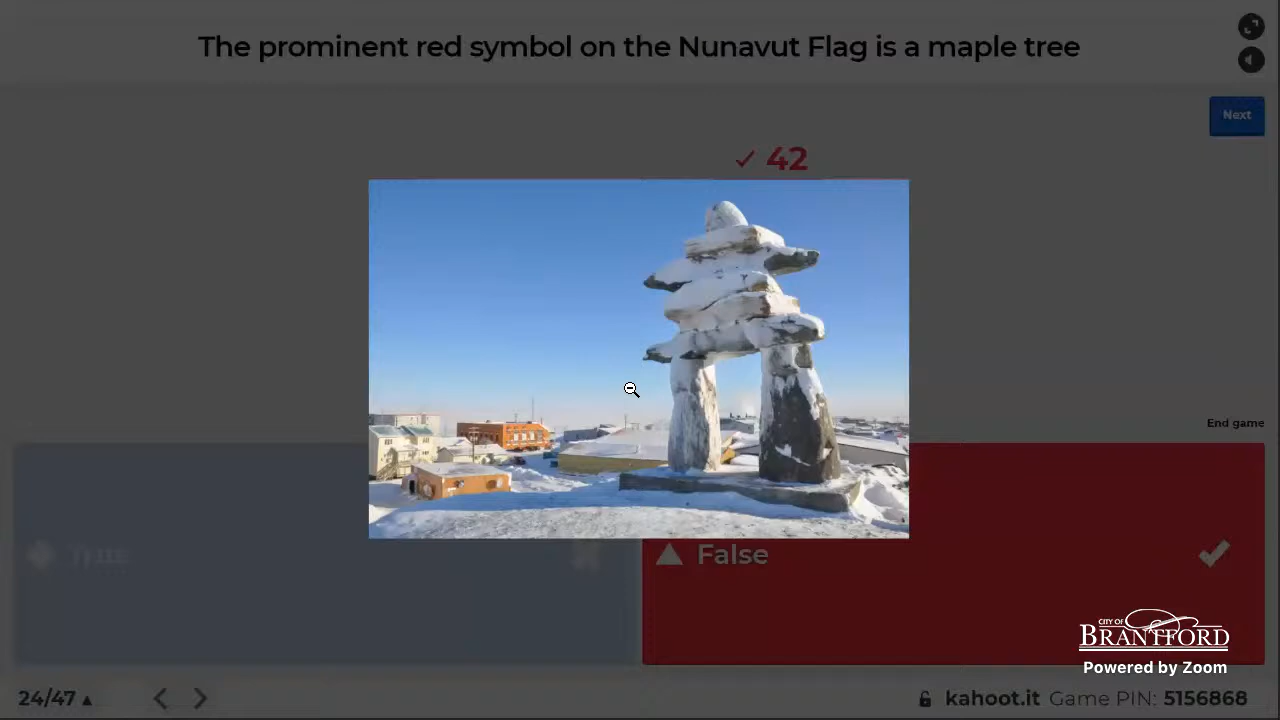 The prominent red symbol on the Nunavut Flag is a maple tree
Next
42
End game
True
False
CITY OF
BRANTFORD
Powered by Zoom
24/47
kahoot.it Game PIN: 5156868